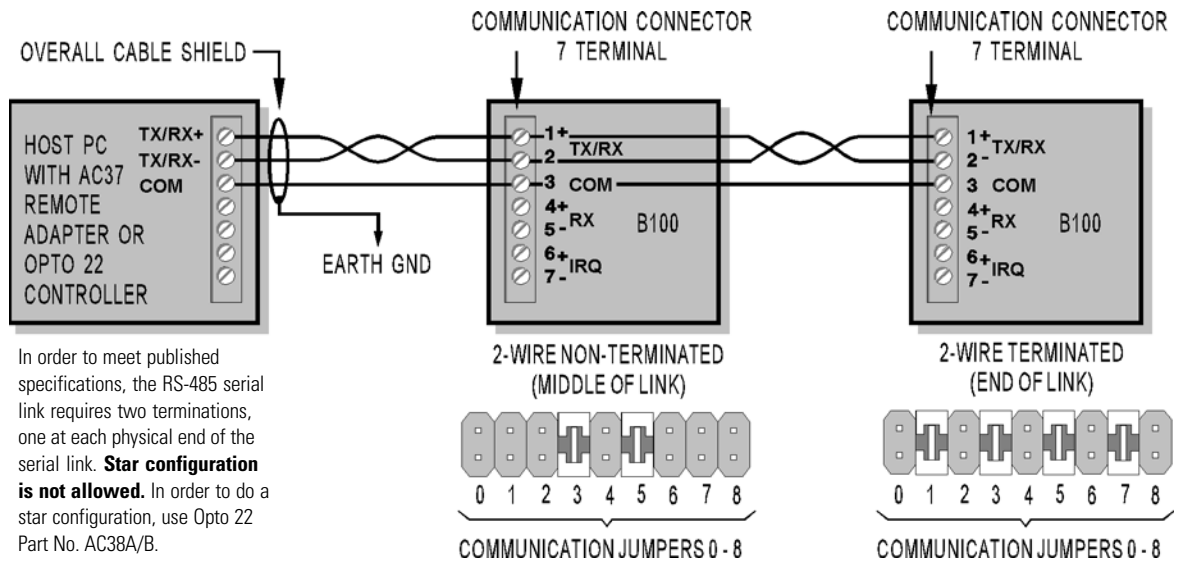 OVERALL CABLE SHIELD
COMMUNICATION CONNECTOR
7 TERMINAL
COMMUNICATION CONNECTOR
7 TERMINAL
HOST PC
WITH AC37
REMOTE
ADAPTER OR
OPTO 22
CONTROLLER
TX/RX+
TX/RX-
COM
EARTH GND
1+
2
TX/RX
3 COM
4+
5-
RX
6+
7-
IRQ
B100
1+
2-
TX/RX
3 COM
4+
5-
RX
6+
7-
IRQ
B100
In order to meet published
specifications, the RS-485 serial
link requires two terminations,
one at each physical end of the
serial link. Star configuration
is not allowed. In order to do a
star configuration, use Opto 22
Part No. AC38A/B.
2-WIRE NON-TERMINATED
(MIDDLE OF LINK)
0 1 2 3 4 5 6 7 8
COMMUNICATION JUMPERS 0 - 8
2-WIRE TERMINATED
(END OF LINK)
0 1 2 3 4 5 6 7 8
COMMUNICATION JUMPERS 0 - 8